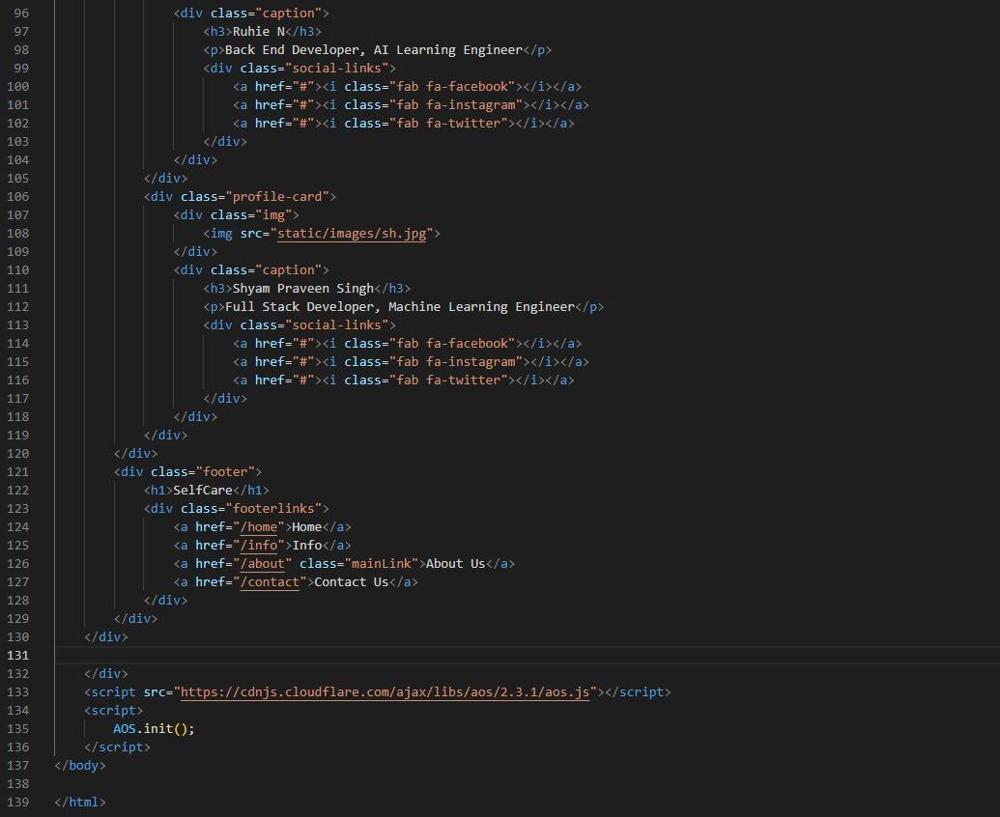 96 <div class="caption">
97 <h3>Ruhie N</h3>
98 <p>Back End Developer, AI Learning Engineer</p>
99 <div class="social-links">
100 <a href="#"><i class="fab fa-facebook"></i></a>
101 <a href="#"><i class="fab fa-instagram"></i></a>
102 <a href="#"><i class="fab fa-twitter"></i></a>
103 </div>
104 </div>
105 </div>
106 <div class="profile-card">
107 <div class="img">
108 <img src="static/images/sh.jpg">
109 </div>
110 <div class="caption">
111 <h3>Shyam Praveen Singh</h3>
112 <p>Full Stack Developer, Machine Learning Engineer</p>
113 <div class="social-links">
114 <a href="#"><i class="fab fa-facebook"></i></a>
115 <a href="#"><i class="fab fa-instagram"></i></a>
116 <a href="#"><i class="fab fa-twitter"></i></a>
117 </div>
118 </div>
119 </div>
120 </div>
121 <div class="footer">
122 <h1>SelfCare</h1>
123 <div class="footerlinks">
124 <a href="/home">Home</a>
125 <a href="/info">Info</a>
126 <a href="/about" class="mainLink">About Us</a>
127 <a href="/contact">Contact Us</a>
128 </div>
129 </div>
130 </div>
131
132 </div>
133 <script src="https://cdnjs.cloudflare.com/ajax/libs/aos/2.3.1/aos.js"></script>
134 <script>
135 AOS.init();
136 </script>
137 </body>
138
139 </html>